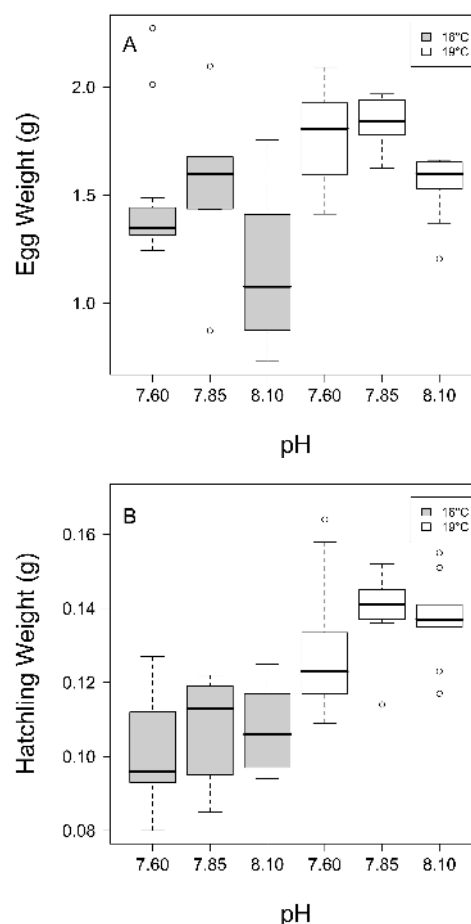 A
16°C
19°C
Egg Weight (g)
2.0
1.5
1.0
7.60 7.85 8.10 7.60 7.85 8.10
pH
B
16°C
19°C
Hatchling Weight (g)
0.16
0.14
0.12
0.10
0.08
7.60 7.85 8.10 7.60 7.85 8.10
pH